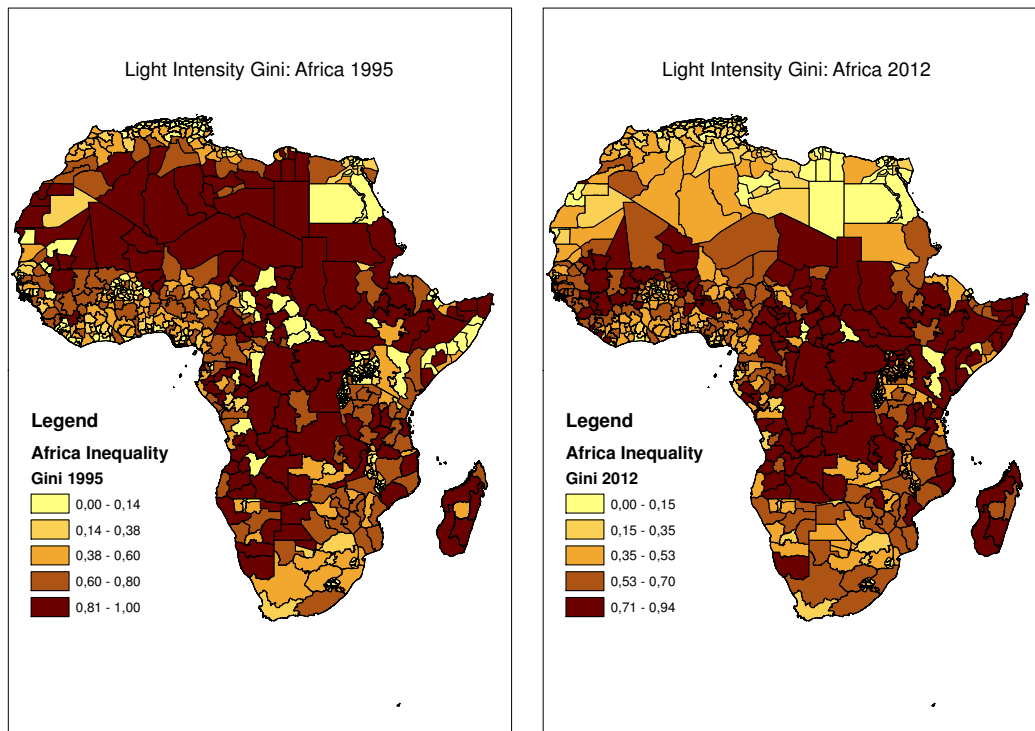 Light Intensity Gini: Africa 1995
Legend
Africa Inequality
Gini 1995
0,00 - 0,14
0,14 - 0,38
0,38 - 0,60
0,60 - 0,80
0,81 - 1,00
Light Intensity Gini: Africa 2012
Legend
Africa Inequality
Gini 2012
0,00 - 0,15
0,15 - 0,35
0,35 - 0,53
0,53 - 0,70
0,71 - 0,94